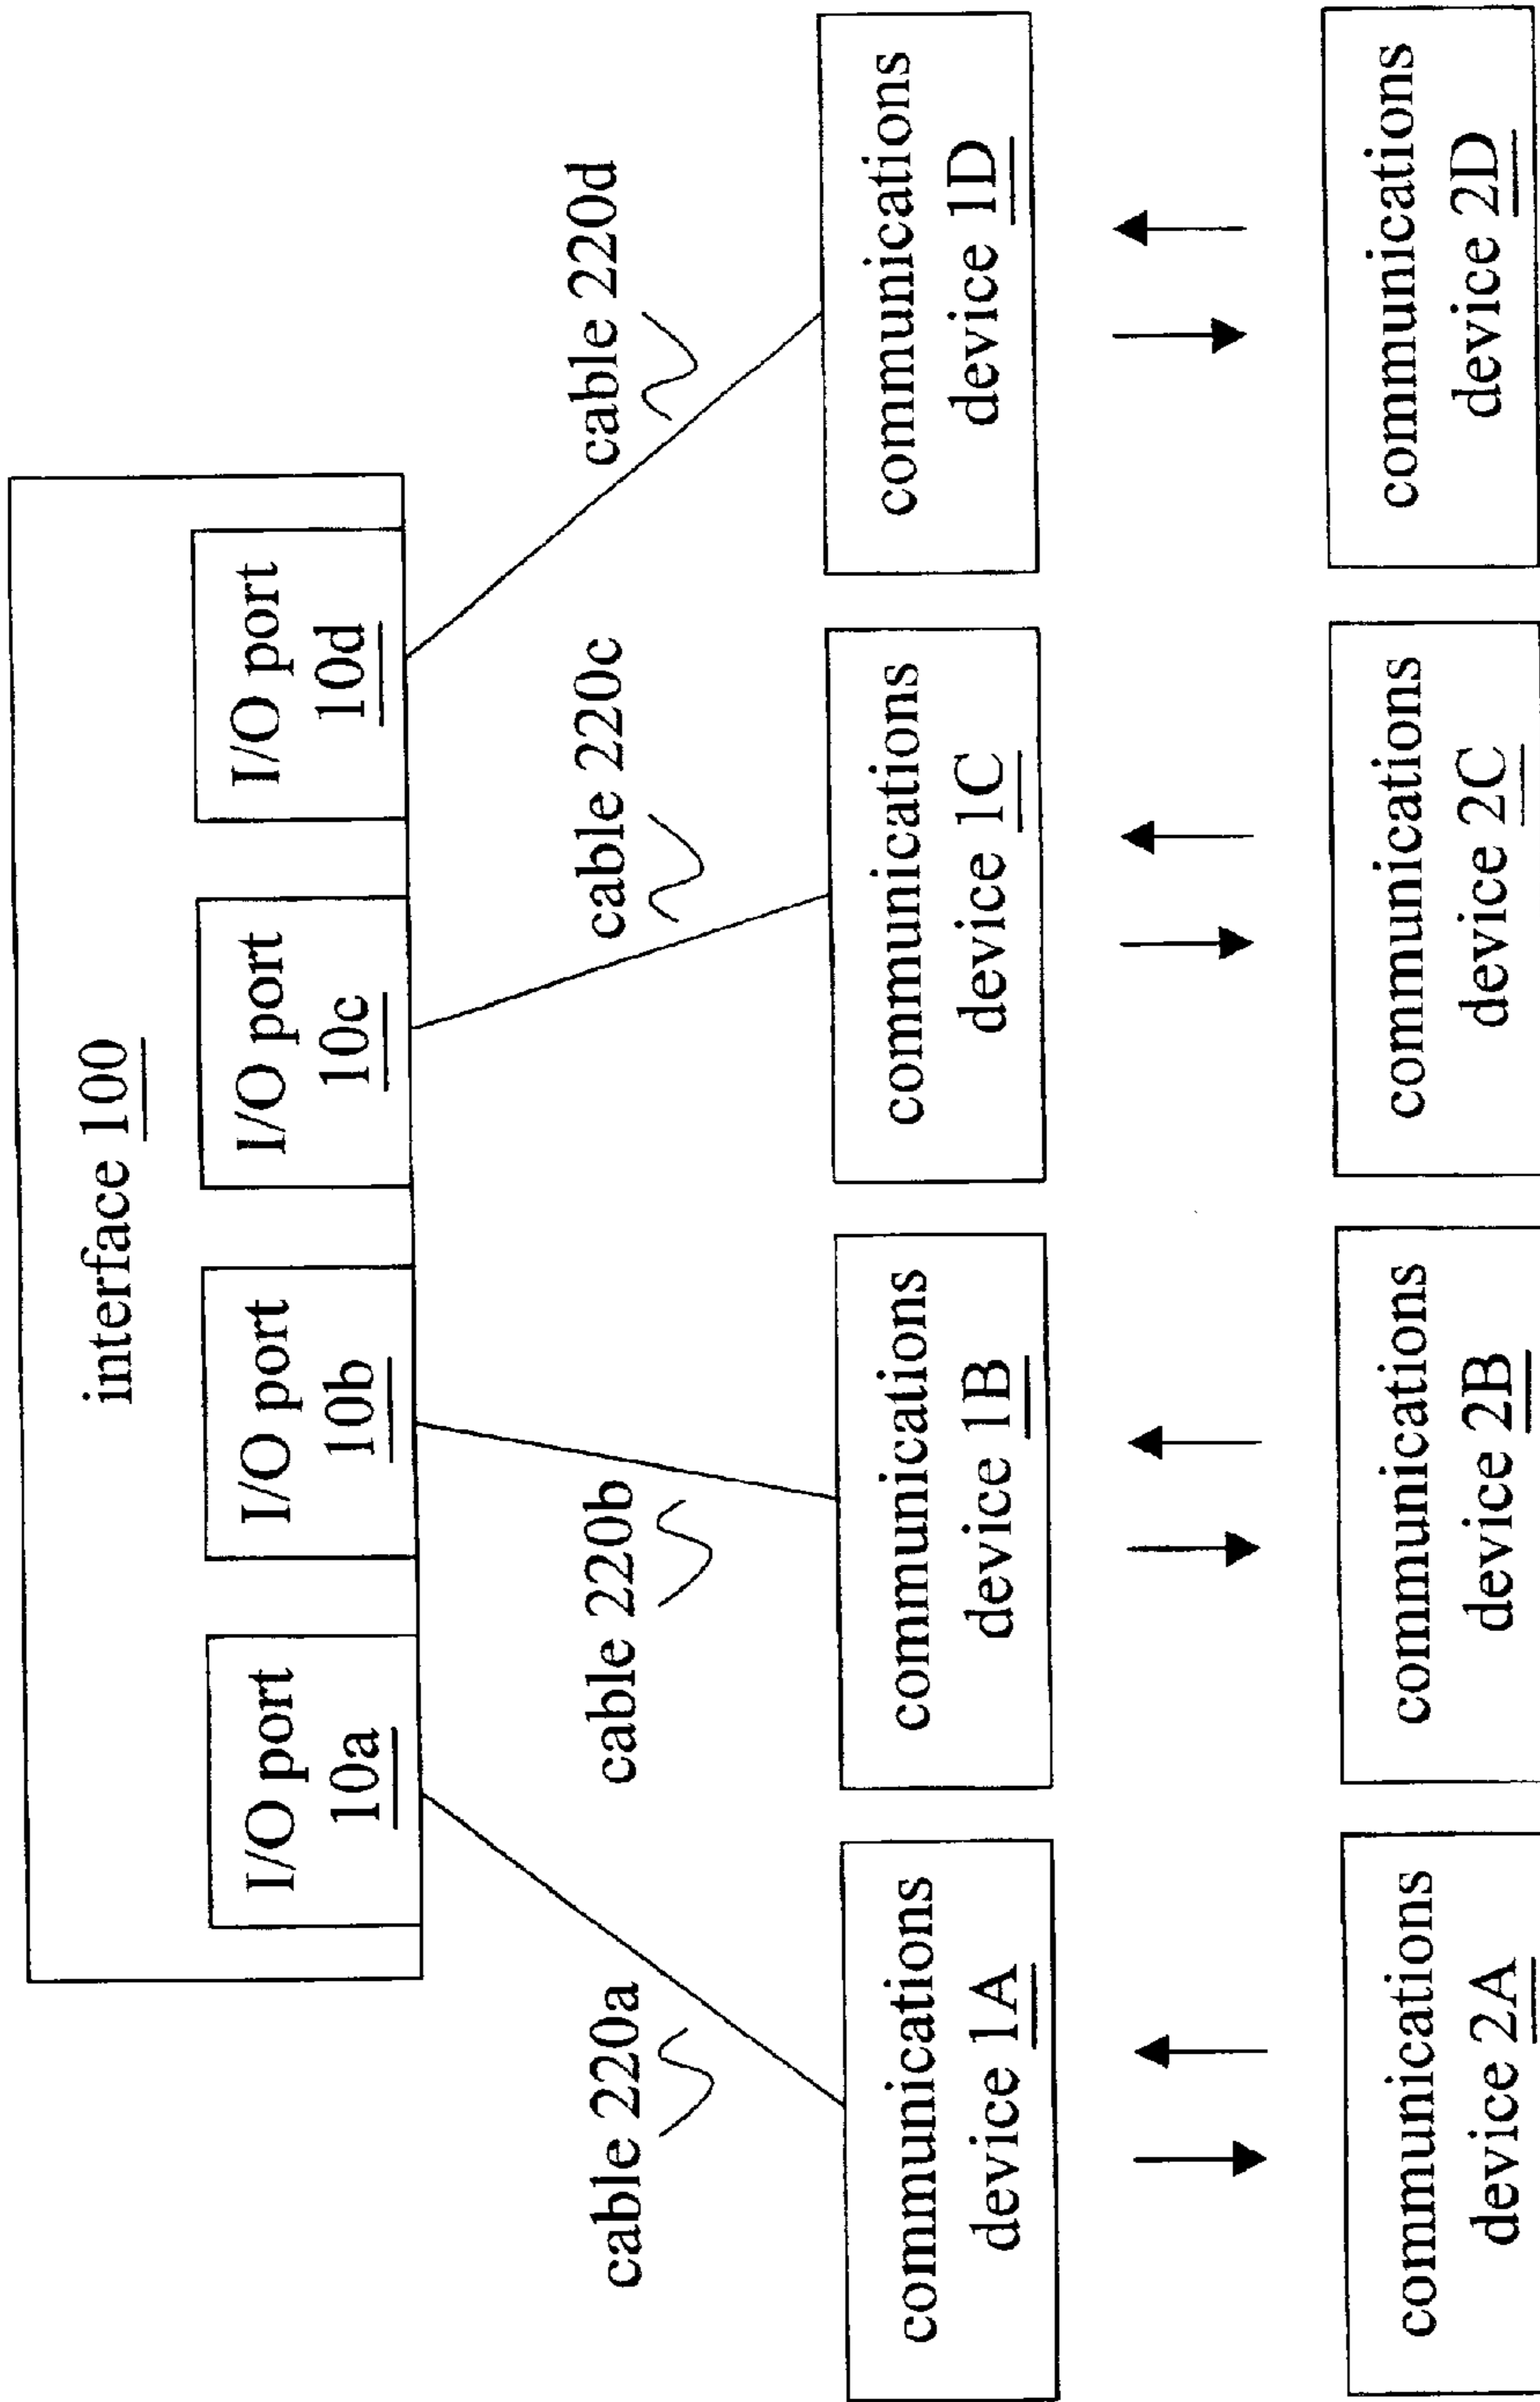 interface 100
I/O port
10a
I/O port
10b
I/O port
10c
I/O port
10d
cable 220a
cable 220b
cable 220c
cable 220d
communications
device 1A
communications
device 1B
communications
device 1C
communications
device 1D
communications
device 2A
communications
device 2B
communications
device 2C
communications
device 2D